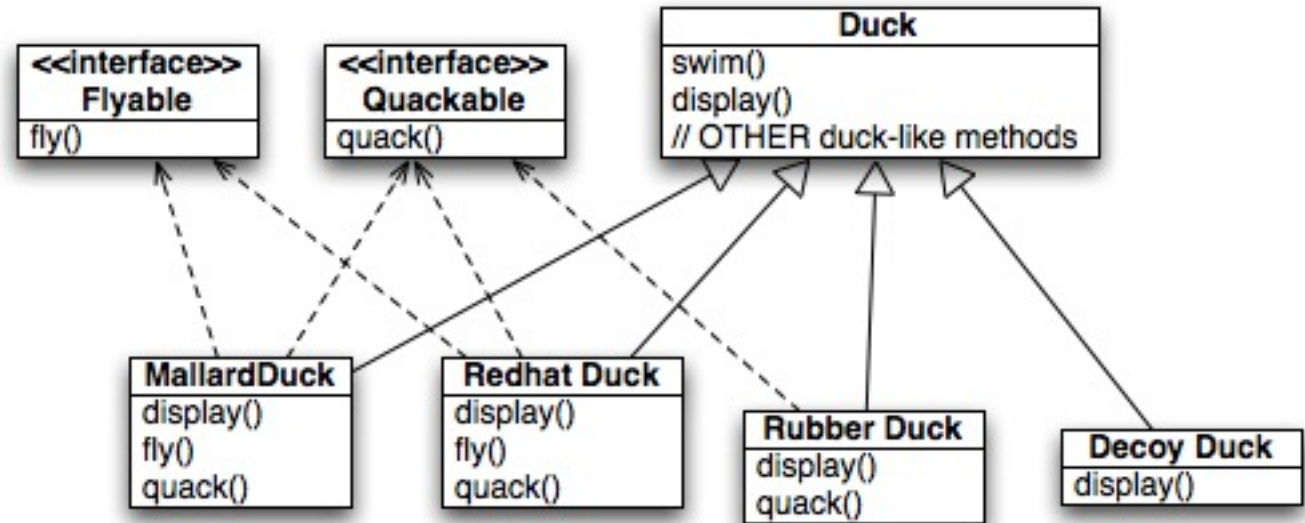 <<interface>>
Flyable
fly()
<<interface>>
Quackable
quack()
Duck
swim()
display()
// OTHER duck-like methods
MallardDuck
display()
fly()
quack()
Redhat Duck
display()
fly()
quack()
Rubber Duck
display()
quack()
Decoy Duck
display()